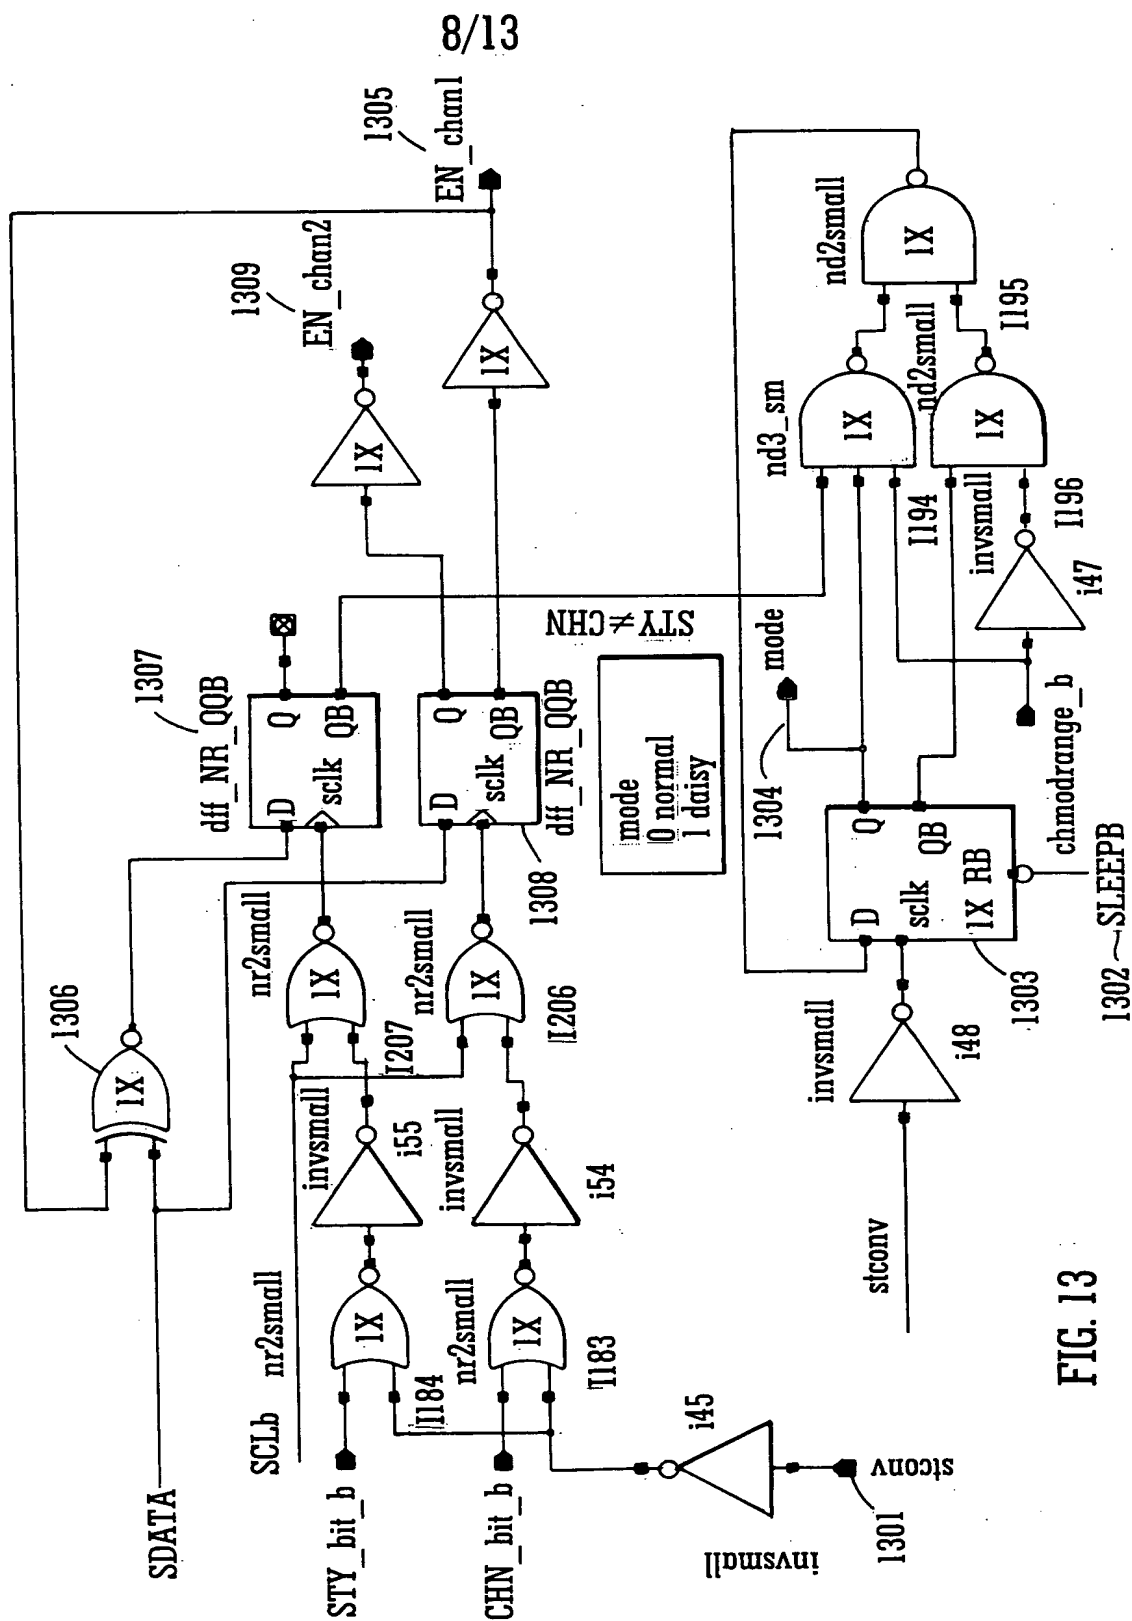 8/13
1305
EN_chan1
1309
EN_chan2
1X
1X
1307
dff_NR_QQB
D
Q
sclk
QB
D
Q
sclk
QB
dff_NR_QQB
1308
1306
1X
nr2small
1X
I207
nr2small
1X
I206
invsmall
i55
invsmall
i54
nr2small
1X
I184
nr2small
1X
I183
SDATA
SCLb
STY_bit_b
CHN_bit_b
i45
invsmall
stconv
1301
STY≠CHN
mode
0 normal
1 daisy
mode
1304
D
Q
sclk
QB
1X RB
1303
1302
SLEEPB
invsmall
i48
stconv
chmodrange_b
invsmall
i47
I196
nd3_sm
1X
I194
nd2small
1X
I195
nd2small
1X
FIG. 13